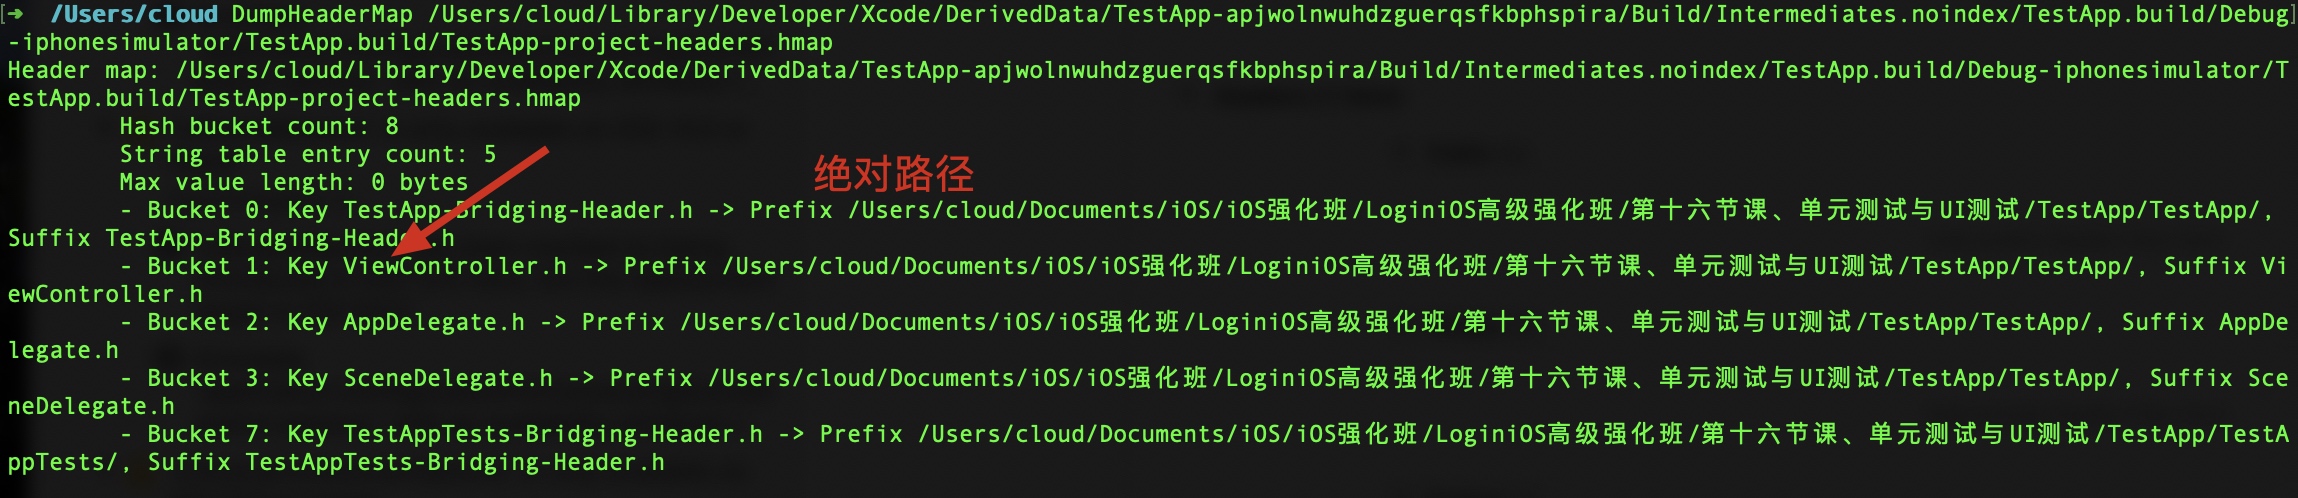 [➜  /Users/cloud DumpHeaderMap /Users/cloud/Library/Developer/Xcode/DerivedData/TestApp-apjwolnwuhdzguerqsfkbphspira/Build/Intermediates.noindex/TestApp.build/Debug]
-iphonesimulator/TestApp.build/TestApp-project-headers.hmap
Header map: /Users/cloud/Library/Developer/Xcode/DerivedData/TestApp-apjwolnwuhdzguerqsfkbphspira/Build/Intermediates.noindex/TestApp.build/Debug-iphonesimulator/T
estApp.build/TestApp-project-headers.hmap
Hash bucket count: 8
String table entry count: 5
绝对路径
Max value length: 0 bytes
- Bucket 0: Key TestApp-Bridging-Header.h -> Prefix /Users/cloud/Documents/iOS/iOS强化班/LoginiOS高级强化班/第十六节课、单元测试与UI测试/TestApp/TestApp/,
Suffix TestApp-Bridging-Header.h
- Bucket 1: Key ViewController.h -> Prefix /Users/cloud/Documents/iOS/iOS强化班/LoginiOS高级强化班/第十六节课、单元测试与UI测试/TestApp/TestApp/, Suffix Vi
ewController.h
- Bucket 2: Key AppDelegate.h -> Prefix /Users/cloud/Documents/iOS/iOS强化班/LoginiOS高级强化班/第十六节课、单元测试与UI测试/TestApp/TestApp/, Suffix AppDe
legate.h
- Bucket 3: Key SceneDelegate.h -> Prefix /Users/cloud/Documents/iOS/iOS强化班/LoginiOS高级强化班/第十六节课、单元测试与UI测试/TestApp/TestApp/, Suffix Sce
neDelegate.h
- Bucket 7: Key TestAppTests-Bridging-Header.h -> Prefix /Users/cloud/Documents/iOS/iOS强化班/LoginiOS高级强化班/第十六节课、单元测试与UI测试/TestApp/TestA
ppTests/, Suffix TestAppTests-Bridging-Header.h